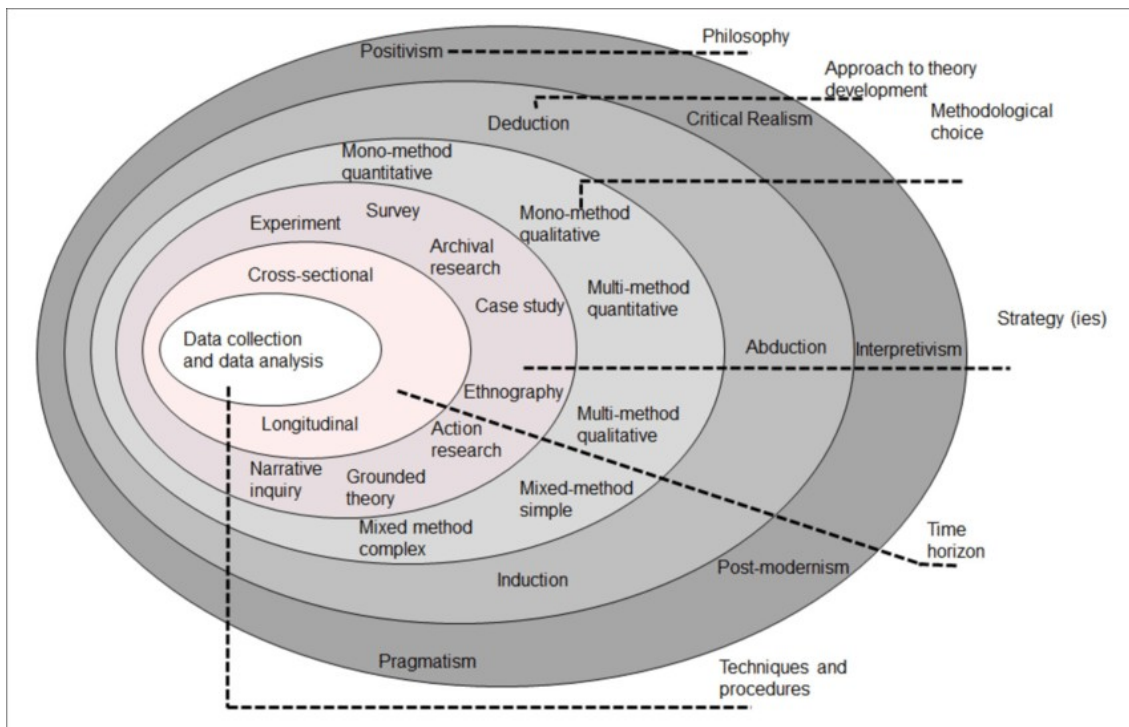 Positivism
Philosophy
Approach to theory
development
Methodological
choice
Deduction
Critical Realism
Mono-method
quantitative
Mono-method
qualitative
Survey
Experiment
Archival
research
Cross-sectional
Case study
Multi-method
quantitative
Strategy (ies)
Data collection
and data analysis
Abduction
Interpretivism
Ethnography
Multi-method
qualitative
Longitudinal
Action
research
Narrative
inquiry
Grounded
theory
Mixed-method
simple
Mixed method
complex
Time
horizon
Induction
Post-modernism
Pragmatism
Techniques and
procedures